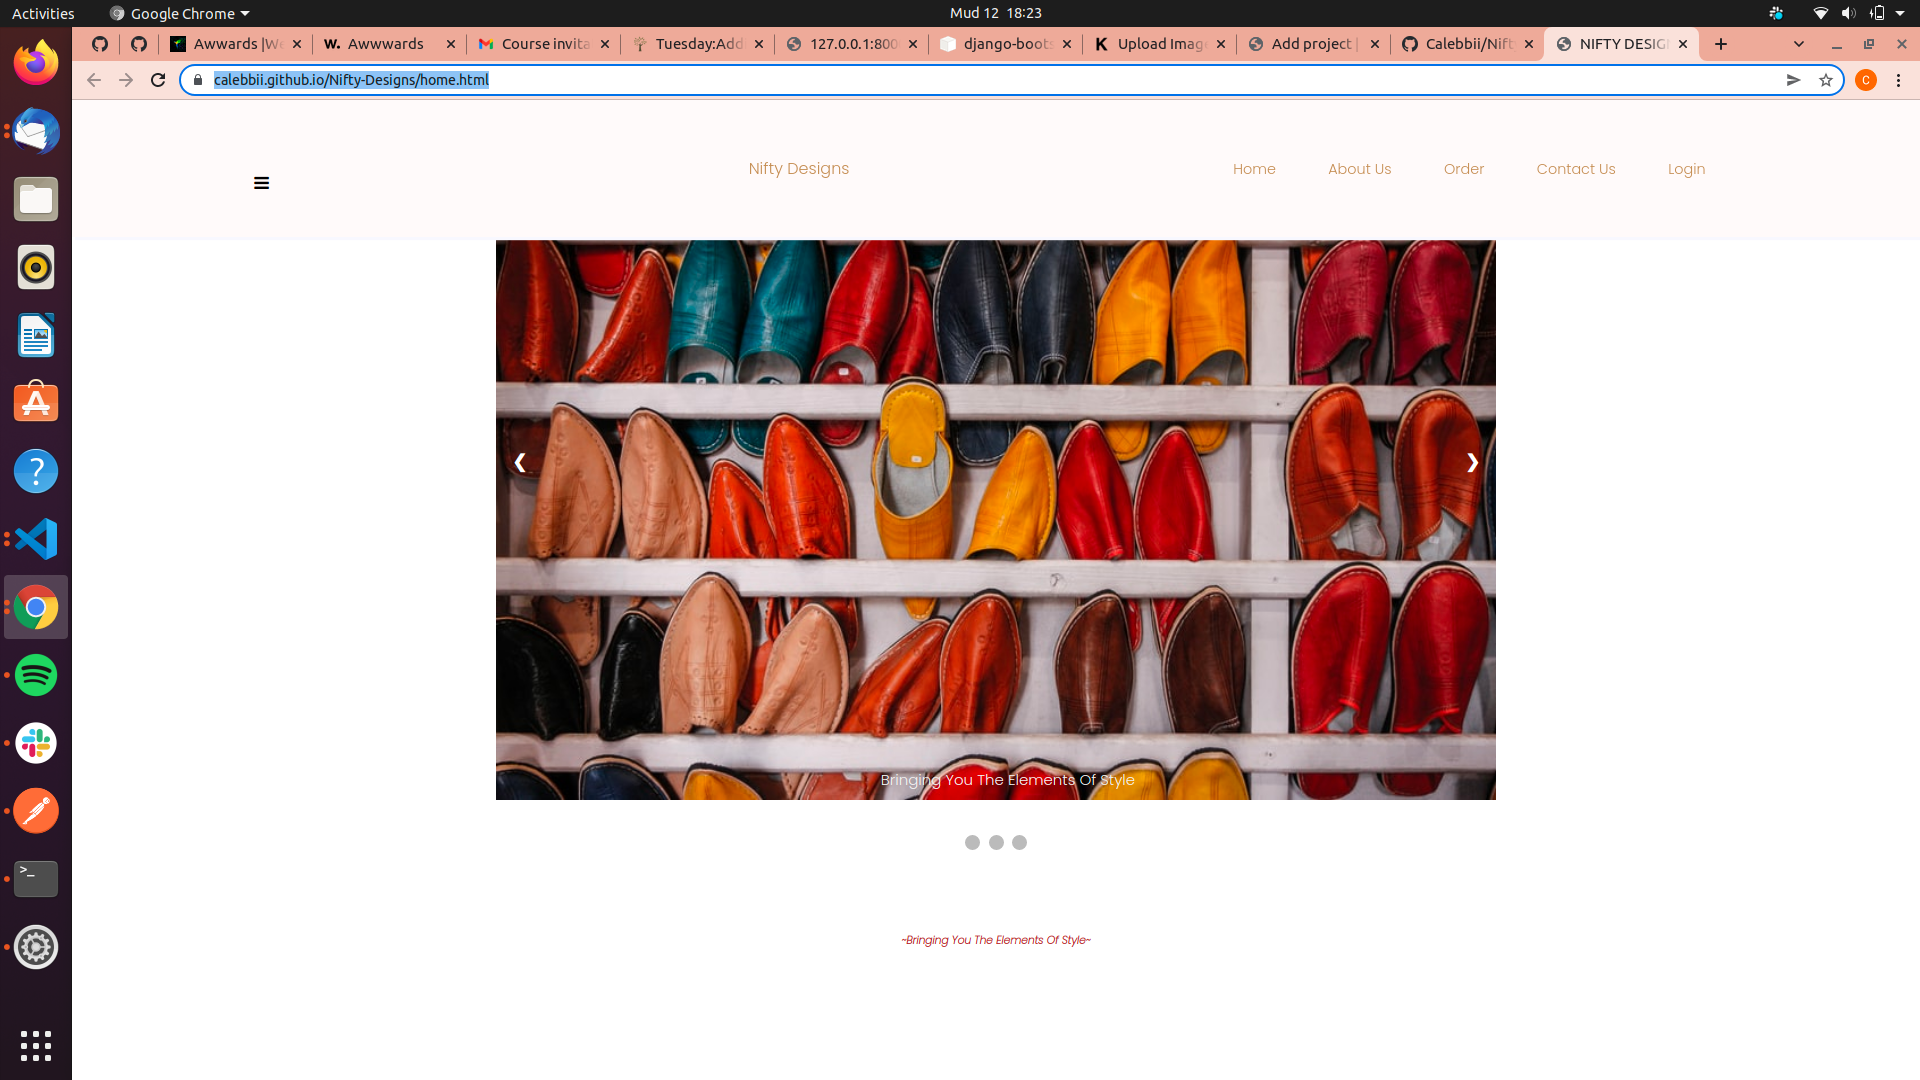 Activities
Google Chrome
Mud 12 18:23
Awwards |We
Awwwards
Course invita
Tuesday:Add
127.0.0.1:800
django-boots
Upload Imag
Add project |
Calebbii/Nift
NIFTY DESIG
calebbii.github.io/Nifty-Designs/home.html
C
Nifty Designs
Home
About Us
Order
Contact Us
Login
Bringing You The Elements Of Style
~Bringing You The Elements Of Style~